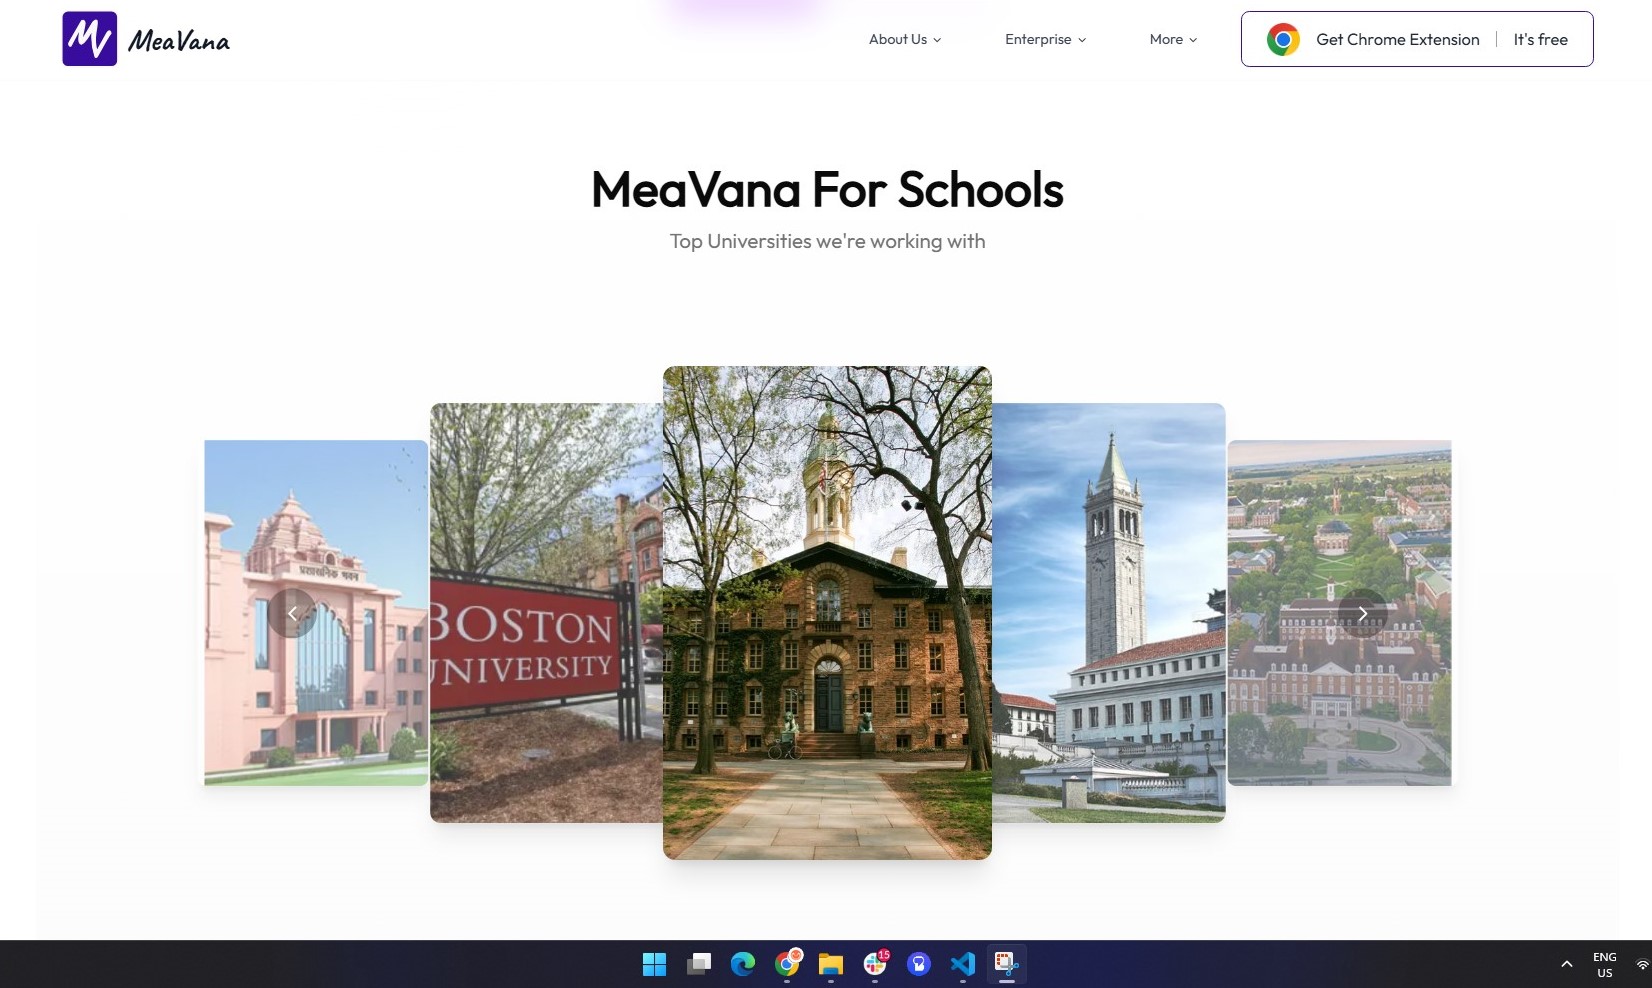 MeaVana
About Us
Enterprise
More
Get Chrome Extension | It's free
MeaVana For Schools
Top Universities we're working with
प्रशासनिक भवन
BOSTON
UNIVERSITY
15
ENG
US